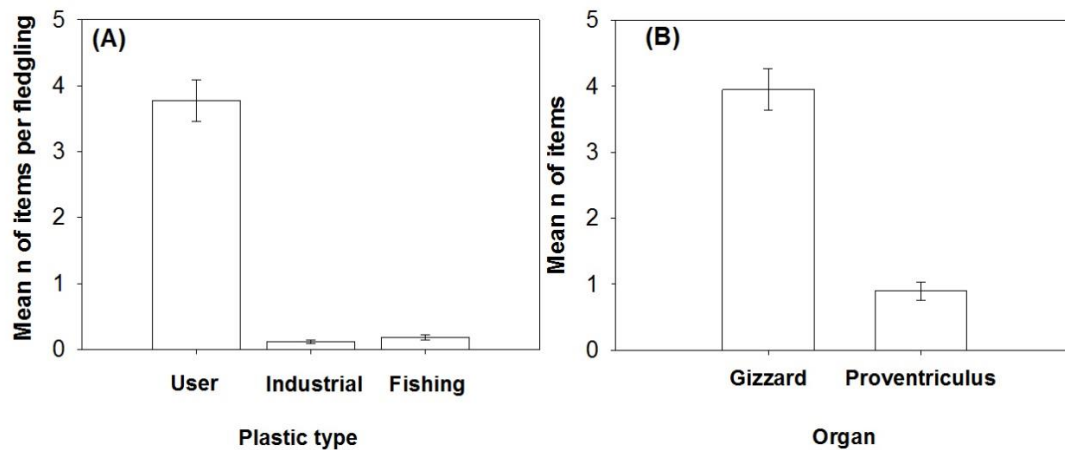 (A)
Mean n of items per fledgling
5
4
3
2
1
0
User Industrial Fishing
Plastic type
(B)
Mean n of items
5
4
3
2
1
0
Gizzard Proventriculus
Organ